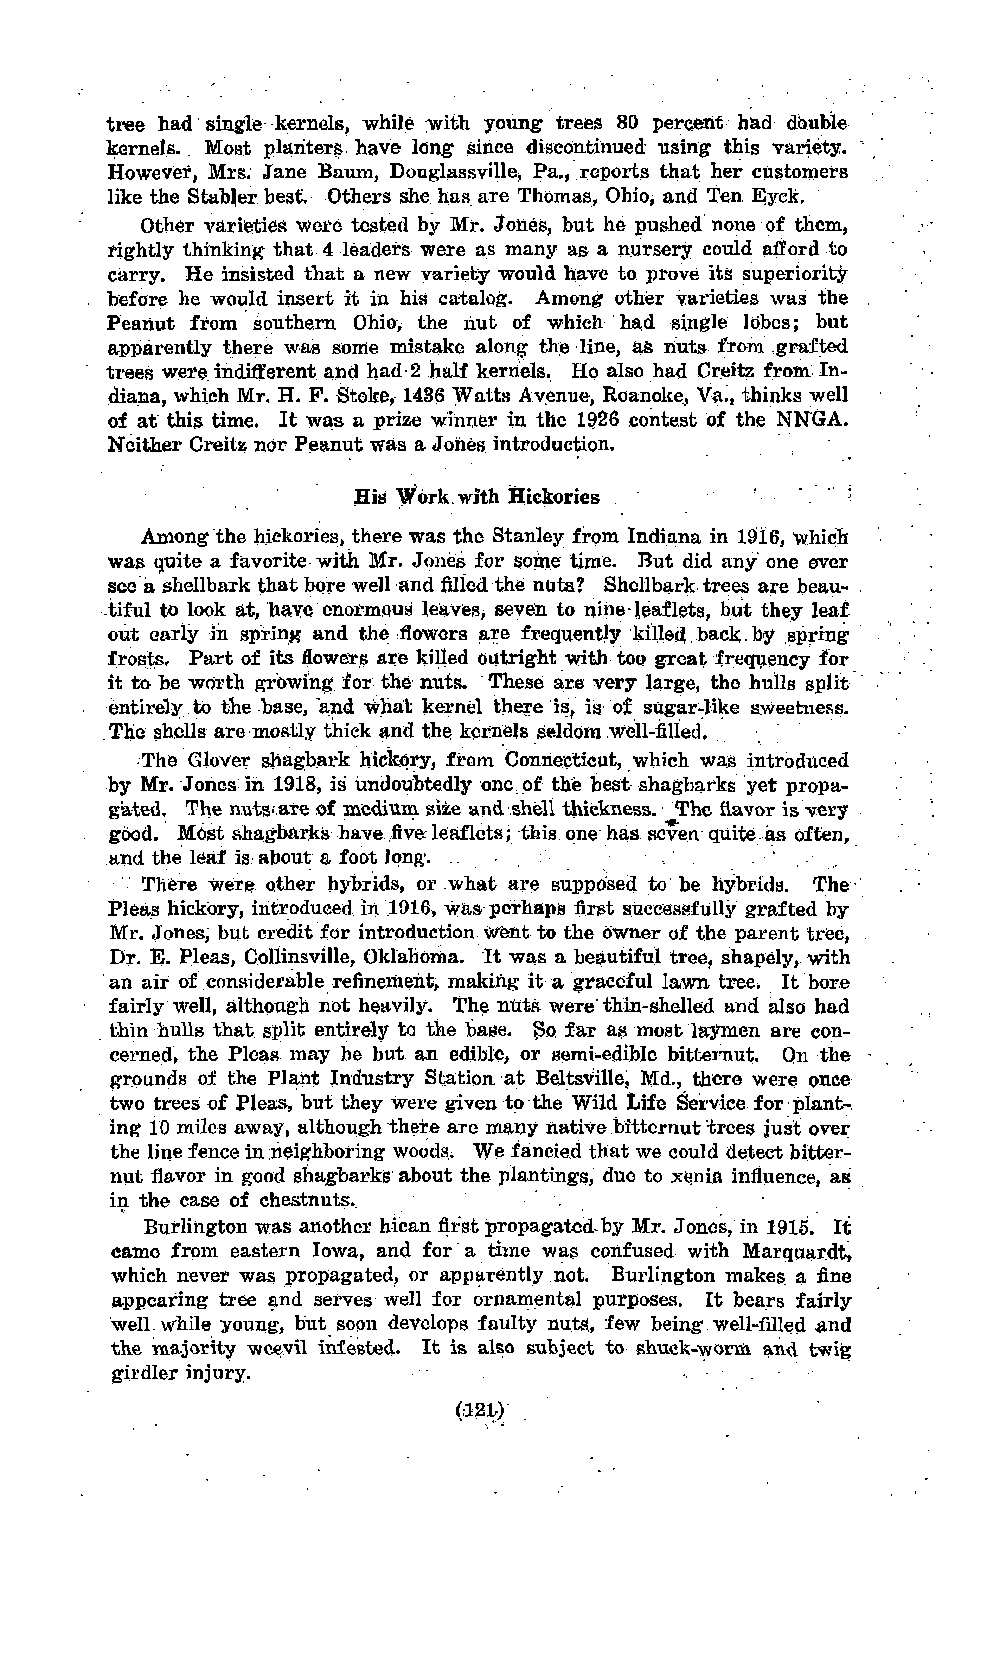 tree had single kernels, while with young trees 80 percent had double
kernels. Most planters have long since discontinued using this variety.
However, Mrs. Jane Baum, Douglassville, Pa., reports that her customers
like the Stabler best. Others she has are Thomas, Ohio, and Ten Eyck.
Other varieties were tested by Mr. Jones, but he pushed none of them,
rightly thinking that 4 leaders were as many as a nursery could afford to
carry. He insisted that a new variety would have to prove its superiority
before he would insert it in his catalog. Among other varieties was the
Peanut from southern Ohio, the nut of which had single lobes; but
apparently there was some mistake along the line, as nuts from grafted
trees were indifferent and had 2 half kernels. He also had Creitz from In-
diana, which Mr. H. F. Stoke, 1436 Watts Avenue, Roanoke, Va., thinks well
of at this time. It was a prize winner in the 1926 contest of the NNGA.
Neither Creitz nor Peanut was a Jones introduction.
His Work with Hickories
Among the hickories, there was the Stanley from Indiana in 1916, which
was quite a favorite with Mr. Jones for some time. But did any one ever
see a shellbark that bore well and filled the nuts? Shellbark trees are beau-
tiful to look at, have enormous leaves, seven to nine leaflets, but they leaf
out early in spring and the flowers are frequently killed back by spring
frosts. Part of its flowers are killed outright with too great frequency for
it to be worth growing for the nuts. These are very large, the hulls split
entirely to the base, and what kernel there is, is of sugar-like sweetness.
The shells are mostly thick and the kernels seldom well-filled.
The Glover shagbark hickory, from Connecticut, which was introduced
by Mr. Jones in 1918, is undoubtedly one of the best shagbarks yet propa-
gated. The nuts are of medium size and shell thickness. The flavor is very
good. Most shagbarks have five leaflets; this one has seven quite as often,
and the leaf is about a foot long.
There were other hybrids, or what are supposed to be hybrids. The
Pleas hickory, introduced in 1916, was perhaps first successfully grafted by
Mr. Jones, but credit for introduction went to the owner of the parent tree,
Dr. E. Pleas, Collinsville, Oklahoma. It was a beautiful tree, shapely, with
an air of considerable refinement, making it a graceful lawn tree. It bore
fairly well, although not heavily. The nuts were thin-shelled and also had
thin hulls that split entirely to the base. So far as most laymen are con-
cerned, the Pleas may be but an edible, or semi-edible bitternut. On the
grounds of the Plant Industry Station at Beltsville, Md., there were once
two trees of Pleas, but they were given to the Wild Life Service for plant-
ing 10 miles away, although there are many native bitternut trees just over
the line fence in neighboring woods. We fancied that we could detect bitter-
nut flavor in good shagbarks about the plantings, due to xenia influence, as
in the case of chestnuts.
Burlington was another hican first propagated by Mr. Jones, in 1915. It
came from eastern Iowa, and for a time was confused with Marquardt,
which never was propagated, or apparently not. Burlington makes a fine
appearing tree and serves well for ornamental purposes. It bears fairly
well while young, but soon develops faulty nuts, few being well-filled and
the majority weevil infested. It is also subject to shuck-worm and twig
girdler injury.
(121)